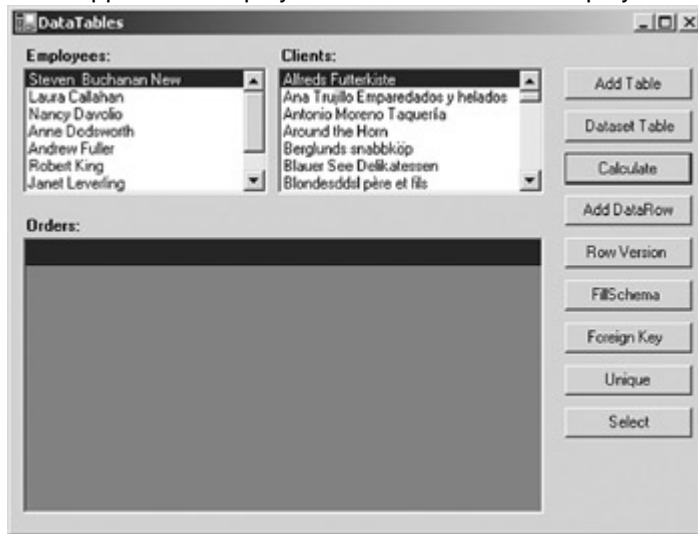 DataTables
Employees:
Steven Buchanan New
Laura Callahan
Nancy Davolio
Anne Dodsworth
Andrew Fuller
Robert King
Janet Leverling
Clients:
Alfreds Futterkiste
Ana Trujillo Emparedados y helados
Antonio Moreno Taquería
Around the Horn
Berglunds snabbköp
Blauer See Delikatessen
Blondesddsl père et fils
Orders:
Add Table
Dataset Table
Calculate
Add DataRow
Row Version
FillSchema
Foreign Key
Unique
Select